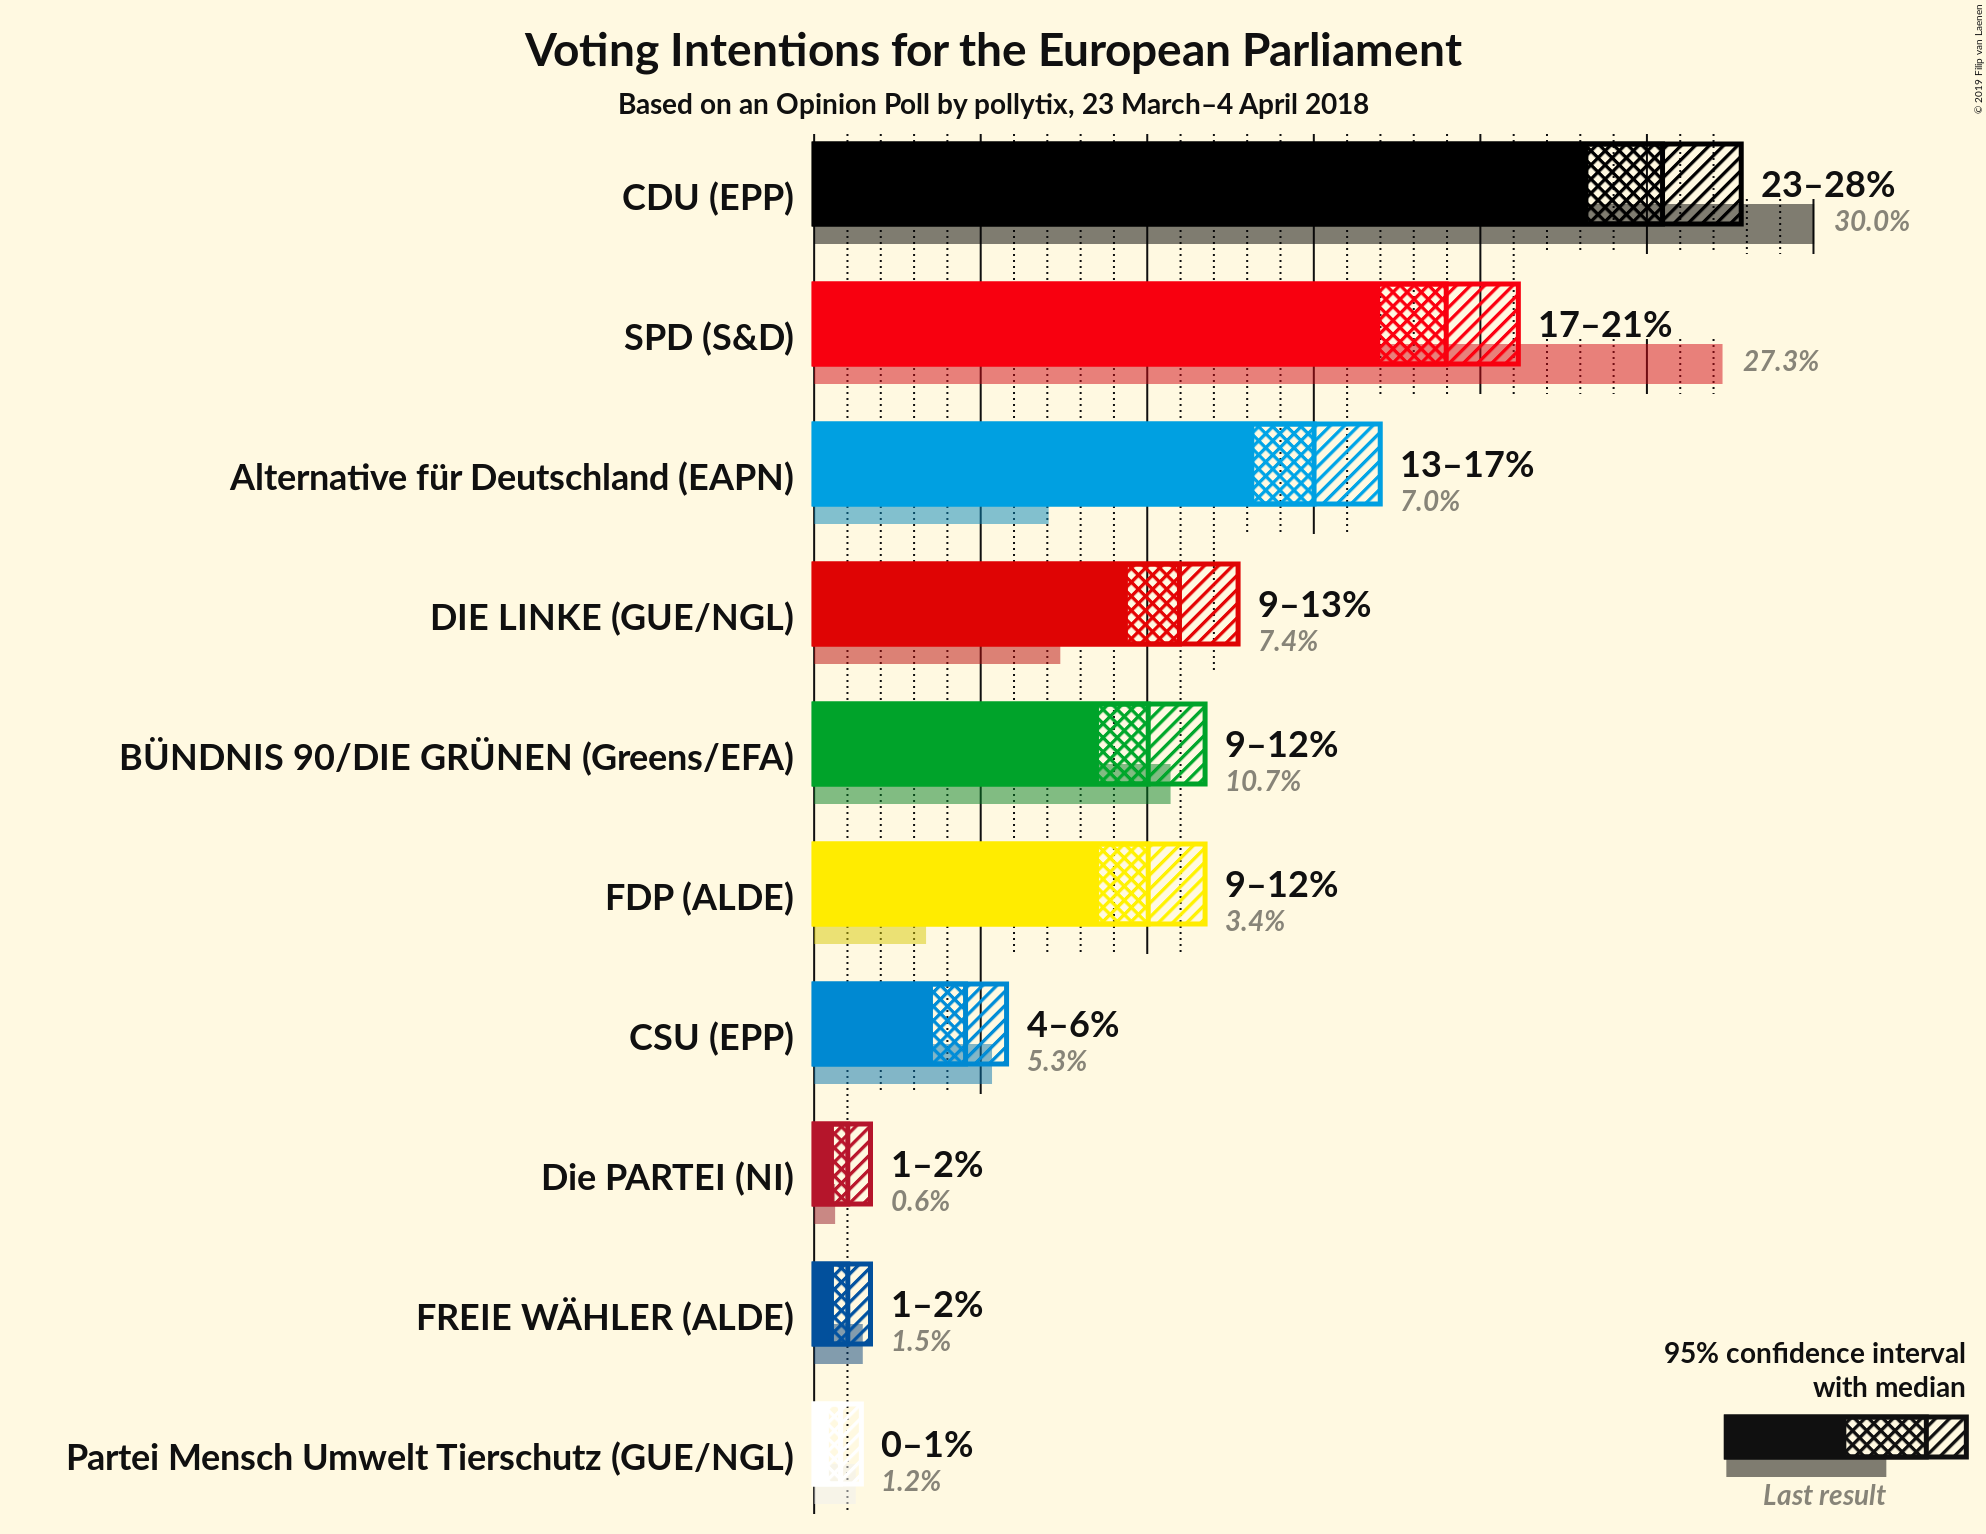 Voting Intentions for the European Parliament
Based on an Opinion Poll by pollytix, 23 March–4 April 2018
© 2019 Filip van Laenen
CDU (EPP)
23–28%
30.0%
SPD (S&D)
17–21%
27.3%
Alternative für Deutschland (EAPN)
13–17%
7.0%
DIE LINKE (GUE/NGL)
9–13%
7.4%
BÜNDNIS 90/DIE GRÜNEN (Greens/EFA)
9–12%
10.7%
FDP (ALDE)
9–12%
3.4%
CSU (EPP)
4–6%
5.3%
Die PARTEI (NI)
1–2%
0.6%
FREIE WÄHLER (ALDE)
1–2%
1.5%
Partei Mensch Umwelt Tierschutz (GUE/NGL)
0–1%
1.2%
95% confidence interval
with median
Last result